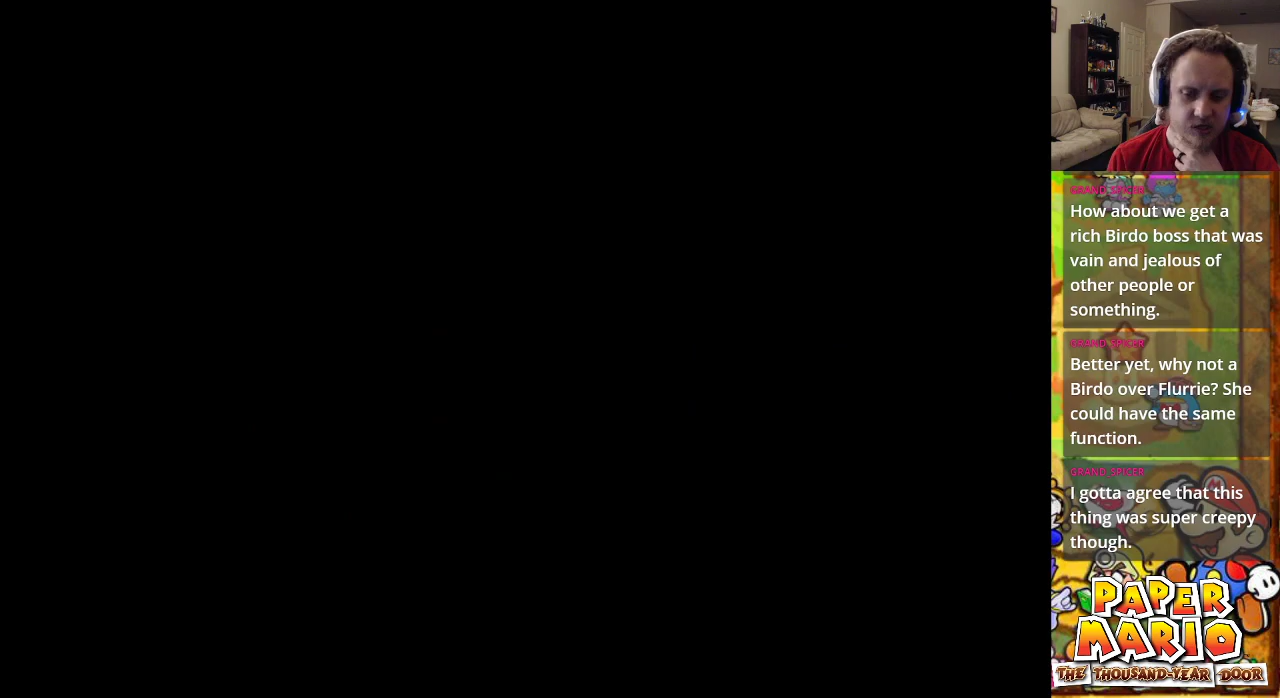 GRAND SPICER
How about we get a
rich Birdo boss that was
vain and jealous of
other people or
something.
GRAND SPICER
Better yet, why not a
Birdo over Flurrie? She
could have the same
function.
GRAND SPICER
I gotta agree that this
thing was super creepy
though.
PAPER
MARIO
THE THOUSAND-YEAR DOOR